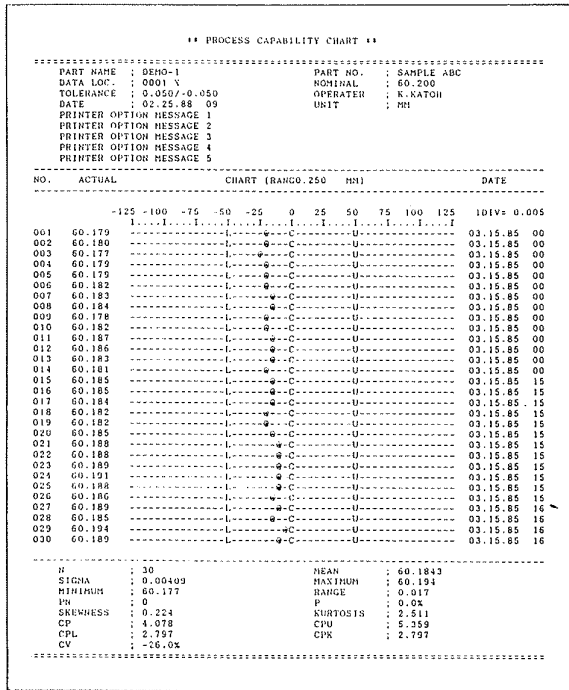 ** PROCESS CAPABILITY CHART **
PART NAME ; DEMO-1 PART NO. ; SAMPLE ABC
DATA LOC. ; 0001 Y NOMINAL ; 60.200
TOLERANCE ; 0.050/-0.050 OPERATER ; K.KATOH
DATE ; 02.25.88 09 UNIT ; MM
PRINTER OPTION MESSAGE 1
PRINTER OPTION MESSAGE 2
PRINTER OPTION MESSAGE 3
PRINTER OPTION MESSAGE 4
PRINTER OPTION MESSAGE 5
NO. ACTUAL CHART (RANG0.250 MM) DATE
-125 -100 -75 -50 -25 0 25 50 75 100 125 1DIV= 0.005
I....I....I....I....I....I....I....I....I....I....I
001 60.179 ---------------L-----@---C---------U--------------- 03.15.85 00
002 60.180 ---------------L-----@---C---------U--------------- 03.15.85 00
003 60.177 ---------------L----@----C---------U--------------- 03.15.85 00
004 60.179 ---------------L-----@---C---------U--------------- 03.15.85 00
005 60.179 ---------------L-----@---C---------U--------------- 03.15.85 00
006 60.182 ---------------L-----@---C---------U--------------- 03.15.85 00
007 60.183 ---------------L------@--C---------U--------------- 03.15.85 00
008 60.184 ---------------L------@--C---------U--------------- 03.15.85 00
009 60.178 ---------------L-----@---C---------U--------------- 03.15.85 00
010 60.182 ---------------L-----@---C---------U--------------- 03.15.85 00
011 60.187 ---------------L------@--C---------U--------------- 03.15.85 00
012 60.186 ---------------L------@--C---------U--------------- 03.15.85 00
013 60.183 ---------------L------@--C---------U--------------- 03.15.85 00
014 60.181 ---------------L-----@---C---------U--------------- 03.15.85 00
015 60.185 ---------------L------@--C---------U--------------- 03.15.85 15
016 60.185 ---------------L------@--C---------U--------------- 03.15.85 15
017 60.184 ---------------L------@--C---------U--------------- 03.15.85 15
018 60.182 ---------------L-----@---C---------U--------------- 03.15.85 15
019 60.182 ---------------L-----@---C---------U--------------- 03.15.85 15
020 60.185 ---------------L------@--C---------U--------------- 03.15.85 15
021 60.188 ---------------L-------@-C---------U--------------- 03.15.85 15
022 60.188 ---------------L-------@-C---------U--------------- 03.15.85 15
023 60.189 ---------------L-------@-C---------U--------------- 03.15.85 15
024 60.191 ---------------L-------@-C---------U--------------- 03.15.85 15
025 60.188 ---------------L-------@-C---------U--------------- 03.15.85 15
026 60.186 ---------------L------@--C---------U--------------- 03.15.85 15
027 60.189 ---------------L-------@-C---------U--------------- 03.15.85 16
028 60.185 ---------------L------@--C---------U--------------- 03.15.85 16
029 60.194 ---------------L--------@C---------U--------------- 03.15.85 16
030 60.189 ---------------L-------@-C---------U--------------- 03.15.85 16
N ; 30 MEAN ; 60.1843
SIGMA ; 0.00409 MAXIMUM ; 60.194
MINIMUM ; 60.177 RANGE ; 0.017
PN ; 0 P ; 0.0%
SKEWNESS ; 0.224 KURTOSIS ; 2.511
CP ; 4.078 CPU ; 5.359
CPL ; 2.797 CPK ; 2.797
CV ; -26.0%